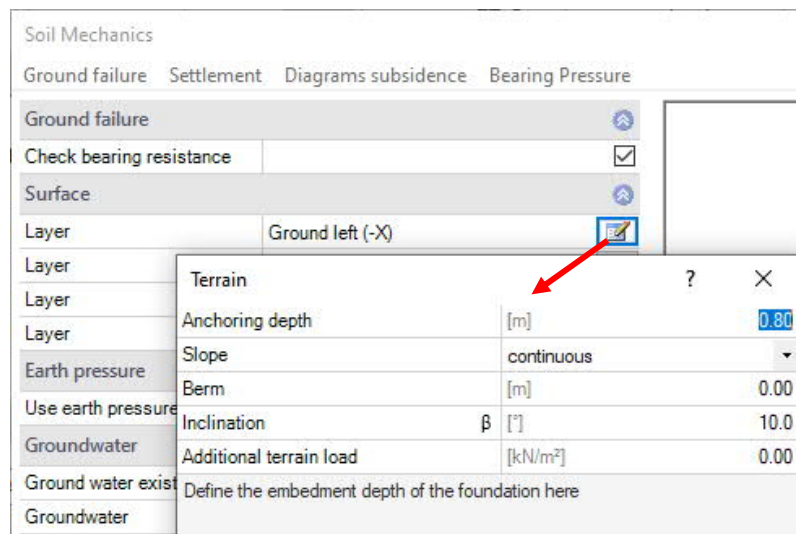 Soil Mechanics
Ground failure Settlement Diagrams subsidence Bearing Pressure
Ground failure
Check bearing resistance
Surface
Layer Ground left (-X)
Layer
Layer
Layer
Earth pressure
Use earth pressure
Groundwater
Ground water exist
Groundwater
Terrain ? X
Anchoring depth [m] 0.80
Slope continuous
Berm [m] 0.00
Inclination β [°] 10.0
Additional terrain load [kN/m²] 0.00
Define the embedment depth of the foundation here